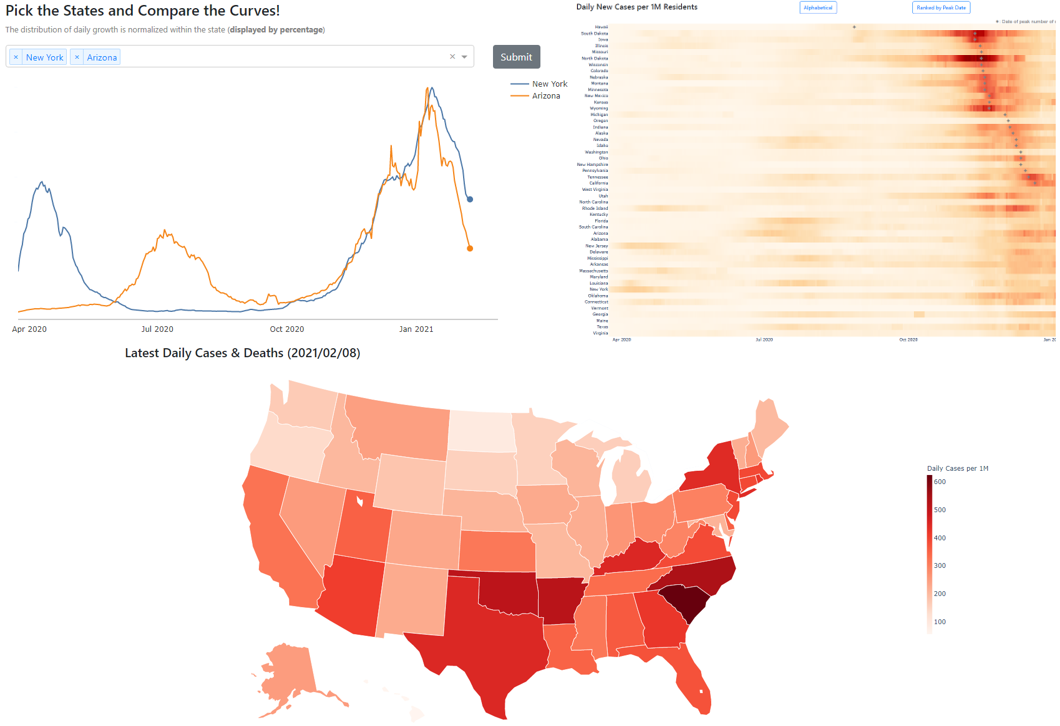 Pick the States and Compare the Curves!
The distribution of daily growth is normalized within the state (displayed by percentage)
× New York × Arizona
Submit
New York
Arizona
Apr 2020 Jul 2020 Oct 2020 Jan 2021
Daily New Cases per 1M Residents
Alphabetical Ranked by Peak Date
: Date of peak number of
Hawaii
South Dakota
Iowa
Illinois
Missouri
North Dakota
Wisconsin
Colorado
Nebraska
Montana
Minnesota
New Mexico
Kansas
Wyoming
Michigan
Oregon
Indiana
Alaska
Nevada
Idaho
Washington
Ohio
New Hampshire
Pennsylvania
Tennessee
California
West Virginia
Utah
North Carolina
Rhode Island
Kentucky
Florida
South Carolina
Arizona
Alabama
New Jersey
Delaware
Mississippi
Arkansas
Massachusetts
Maryland
Louisiana
New York
Oklahoma
Connecticut
Vermont
Georgia
Maine
Texas
Virginia
Apr 2020 Jul 2020 Oct 2020 Jan 20
Latest Daily Cases & Deaths (2021/02/08)
Daily Cases per 1M
600
500
400
300
200
100